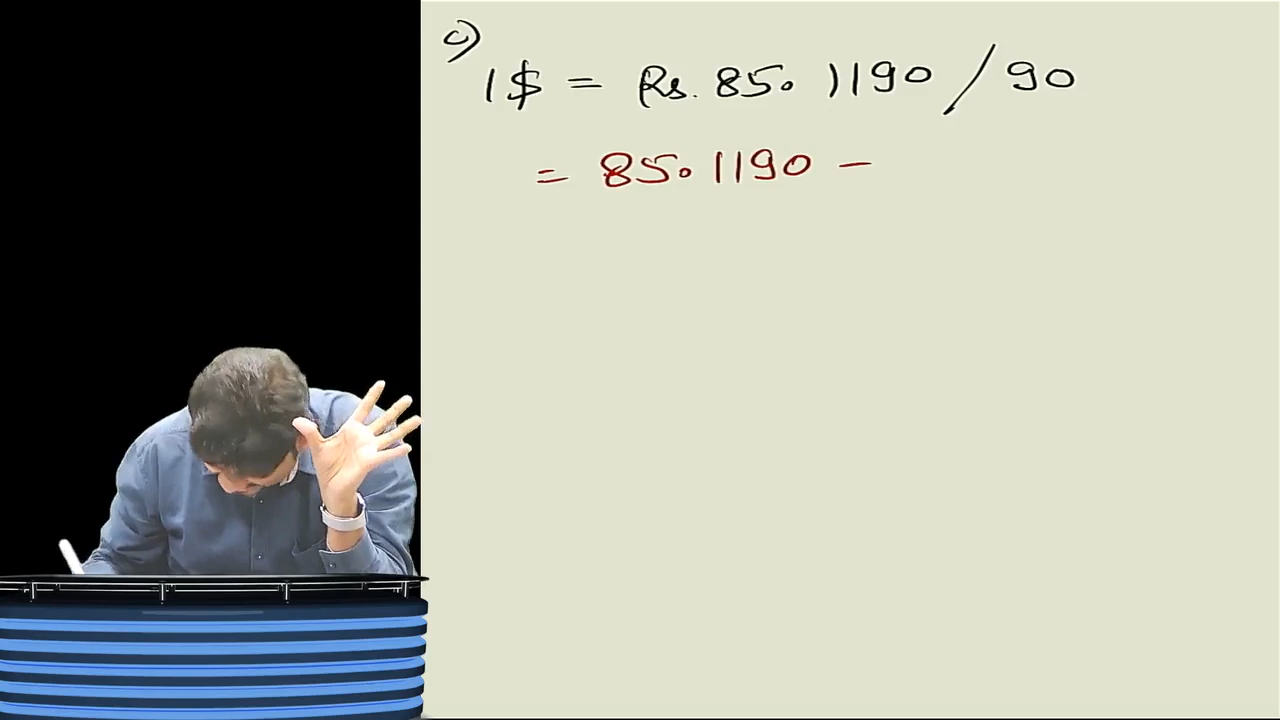 c)
1$ = Rs. 85.1190/90
= 85.1190 -